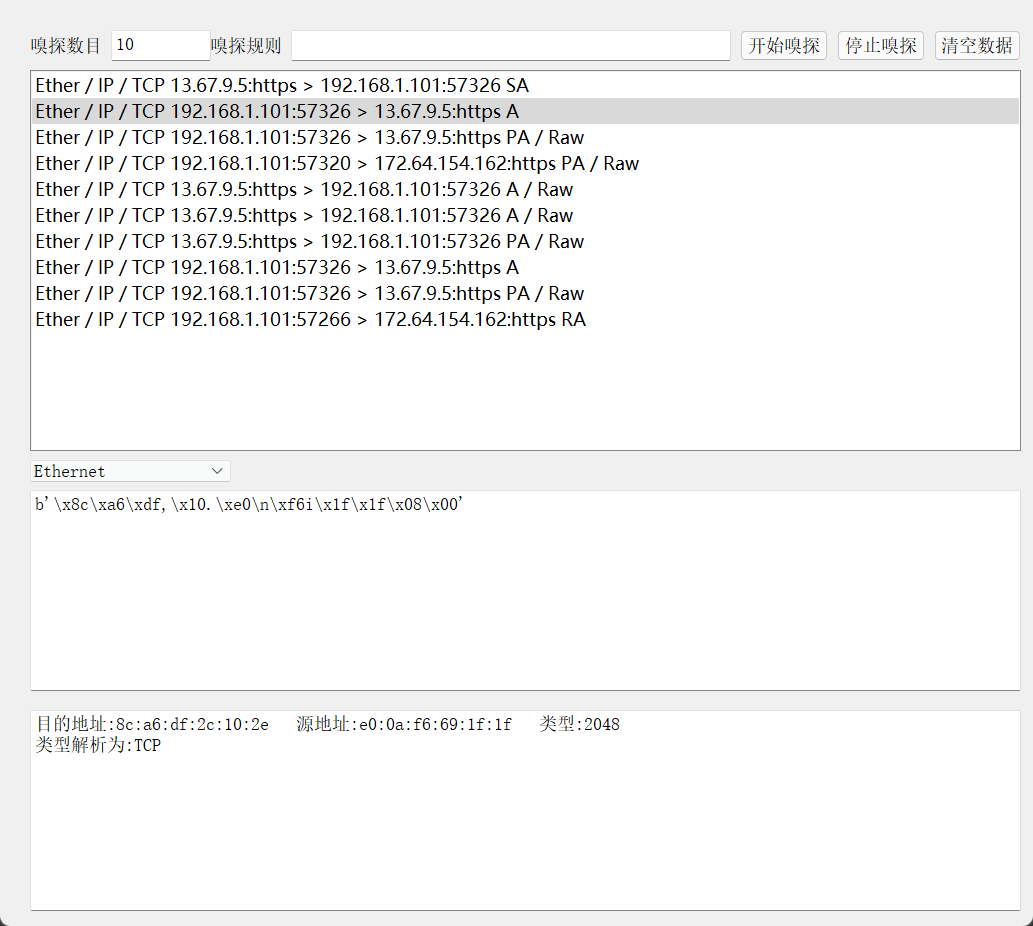 嗅探数目 10 嗅探规则 开始嗅探 停止嗅探 清空数据
Ether / IP / TCP 13.67.9.5:https > 192.168.1.101:57326 SA
Ether / IP / TCP 192.168.1.101:57326 > 13.67.9.5:https A
Ether / IP / TCP 192.168.1.101:57326 > 13.67.9.5:https PA / Raw
Ether / IP / TCP 192.168.1.101:57320 > 172.64.154.162:https PA / Raw
Ether / IP / TCP 13.67.9.5:https > 192.168.1.101:57326 A / Raw
Ether / IP / TCP 13.67.9.5:https > 192.168.1.101:57326 A / Raw
Ether / IP / TCP 13.67.9.5:https > 192.168.1.101:57326 PA / Raw
Ether / IP / TCP 192.168.1.101:57326 > 13.67.9.5:https A
Ether / IP / TCP 192.168.1.101:57326 > 13.67.9.5:https PA / Raw
Ether / IP / TCP 192.168.1.101:57266 > 172.64.154.162:https RA
Ethernet
b'\x8c\xa6\xdf,\x10.\xe0\n\xf6i\x1f\x1f\x08\x00'
目的地址:8c:a6:df:2c:10:2e 源地址:e0:0a:f6:69:1f:1f 类型:2048
类型解析为:TCP